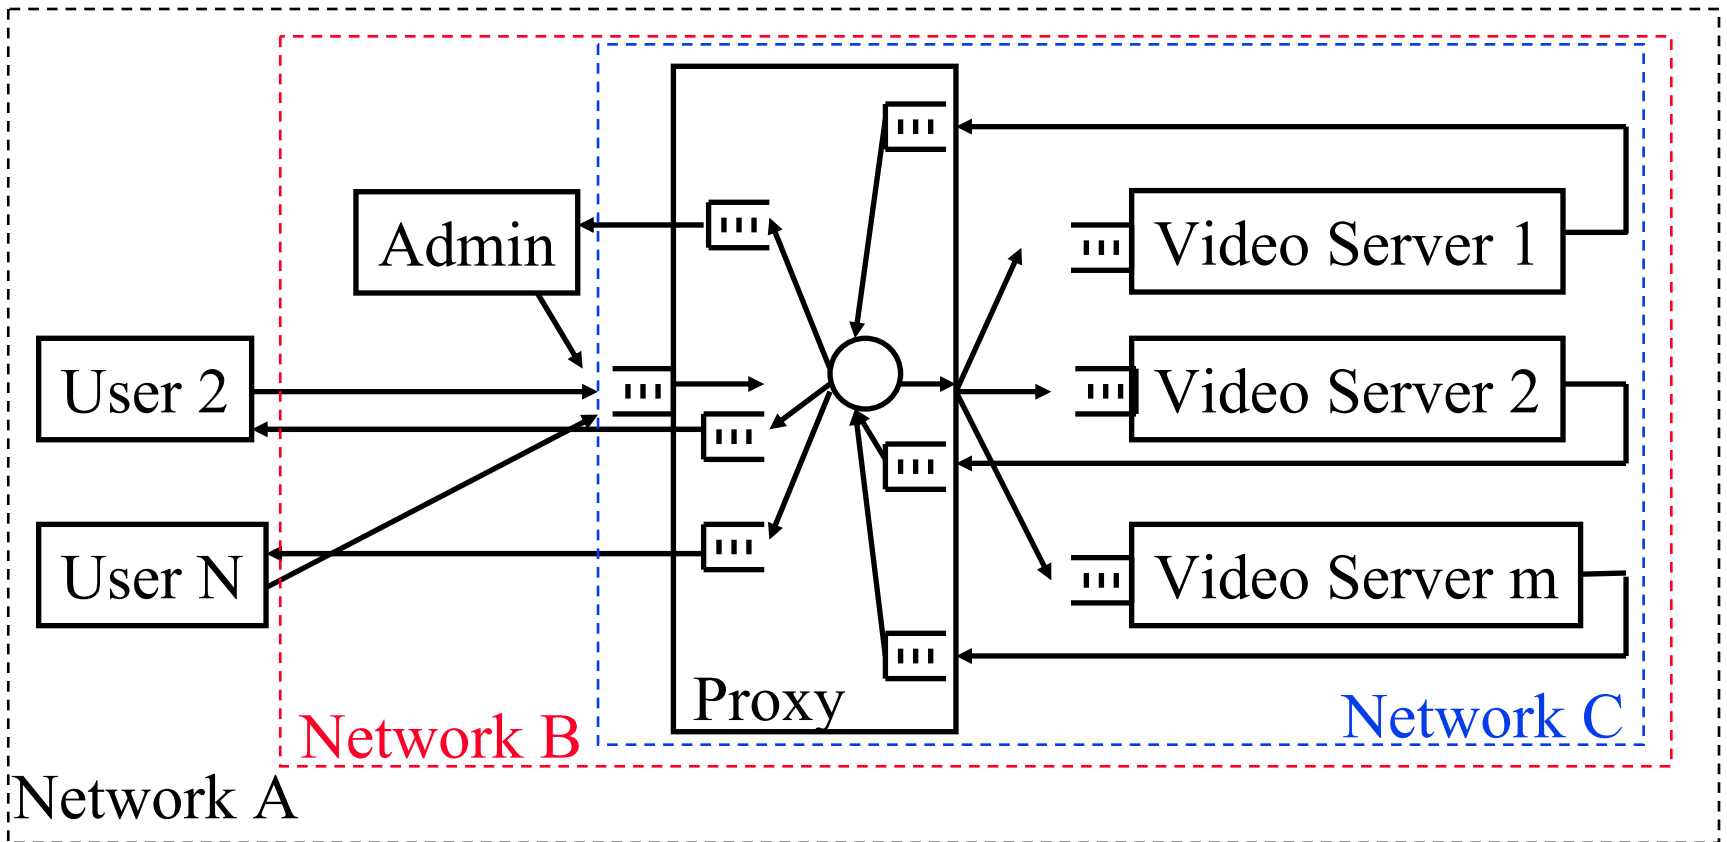 Admin
Video Server 1
User 2
Video Server 2
User N
Video Server m
Proxy
Network B
Network C
Network A